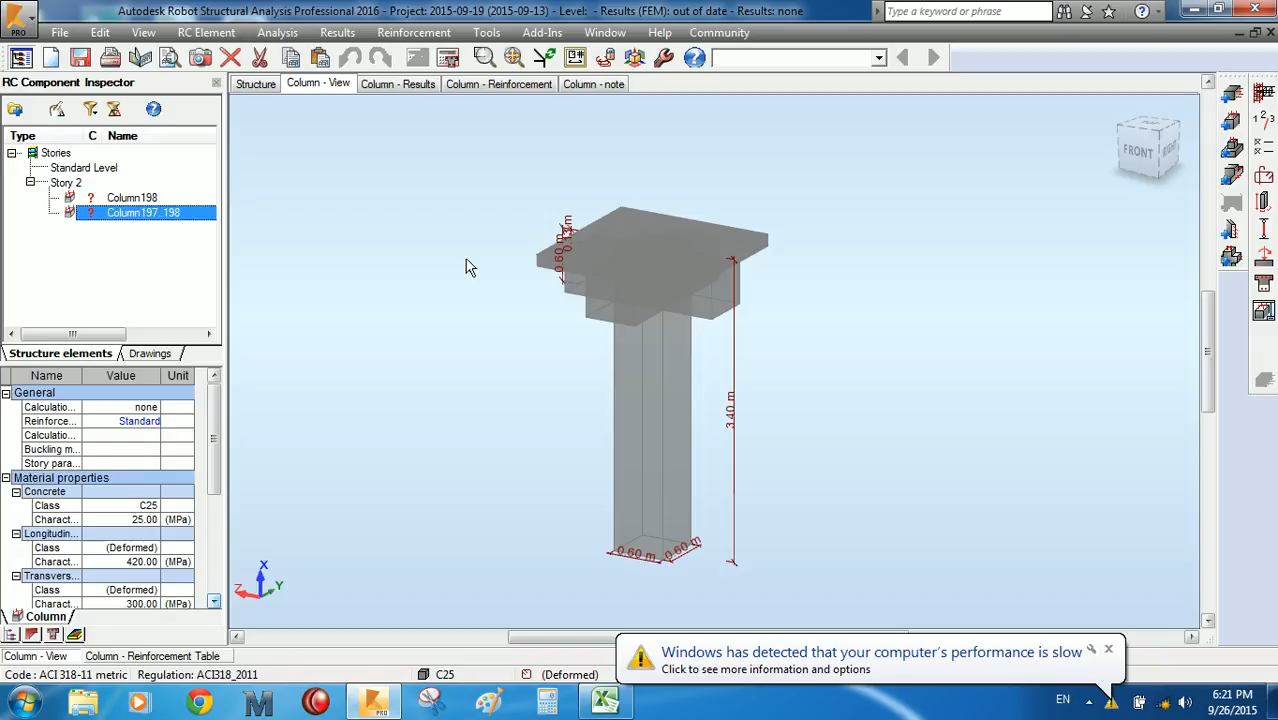 Autodesk Robot Structural Analysis Professional 2016 - Project: 2015-09-19 (2015-09-13) - Level:  - Results (FEM): out of date - Results: none
Type a keyword or phrase
PRO
File Edit View RC Element Analysis Results Reinforcement Tools Add-Ins Window Help Community
RC Component Inspector
Structure Column - View Column - Results Column - Reinforcement Column - note
Type C Name
Stories
Standard Level
Story 2
? Column198
? Column197..198
FRONT RIGHT
0.60 m
3.40 m
0.60 m 0.60 m
X
Z Y
Structure elements Drawings
Name Value Unit
General
Calculatio... none
Reinforce... Standard
Calculatio...
Buckling m...
Story para...
Material properties
Concrete
Class C25
Charact... 25.00 (MPa)
Longitudin...
Class (Deformed)
Charact... 420.00 (MPa)
Transvers...
Class (Deformed)
Charact... 300.00 (MPa)
Column
Column - View Column - Reinforcement Table
Windows has detected that your computer's performance is slow
Click to see more information and options
Code : ACI 318-11 metric Regulation: ACI318_2011 C25 (Deformed)
PRO
EN
6:21 PM
9/26/2015